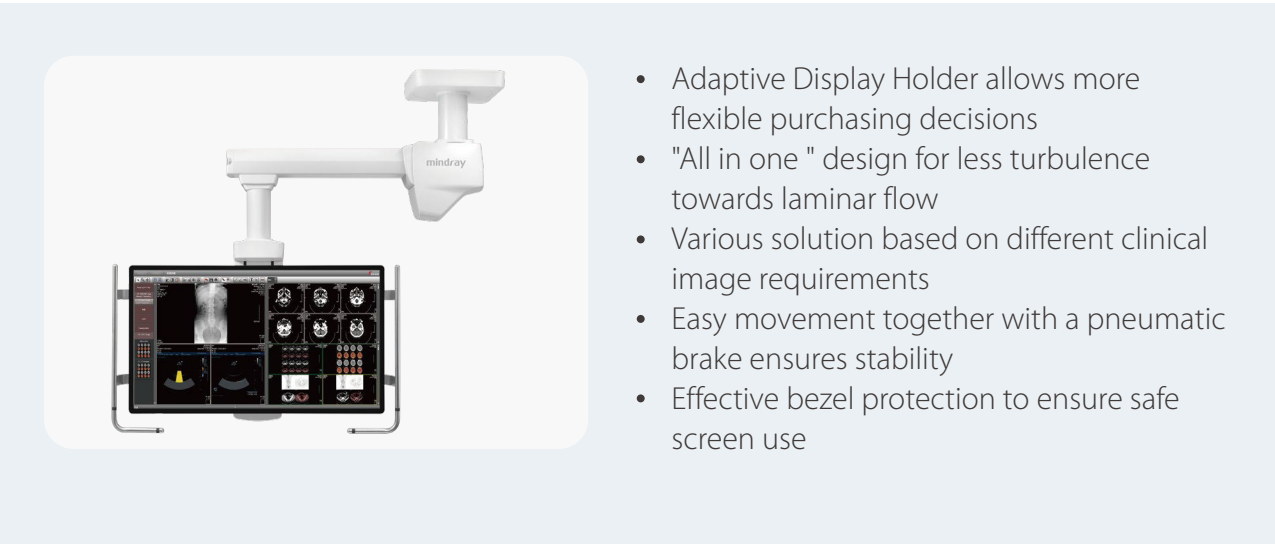 mindray
• Adaptive Display Holder allows more
flexible purchasing decisions
• "All in one " design for less turbulence
towards laminar flow
• Various solution based on different clinical
image requirements
• Easy movement together with a pneumatic
brake ensures stability
• Effective bezel protection to ensure safe
screen use